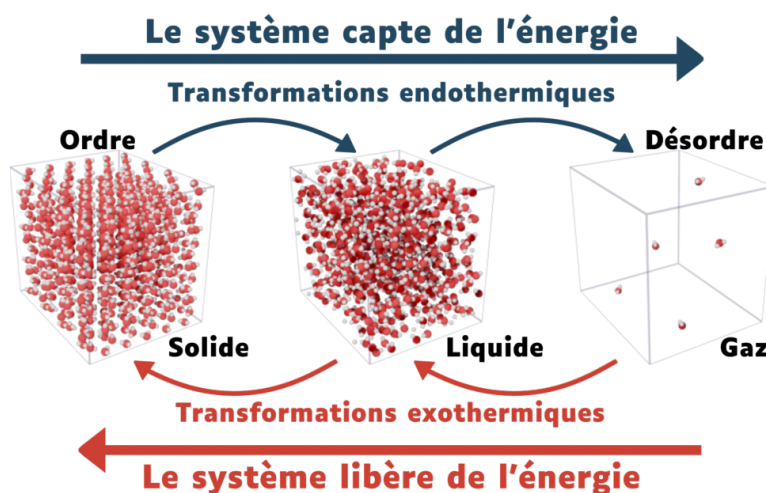 Le système capte de l'énergie
Transformations endothermiques
Ordre
Désordre
Solide
Liquide
Gaz
Transformations exothermiques
Le système libère de l'énergie